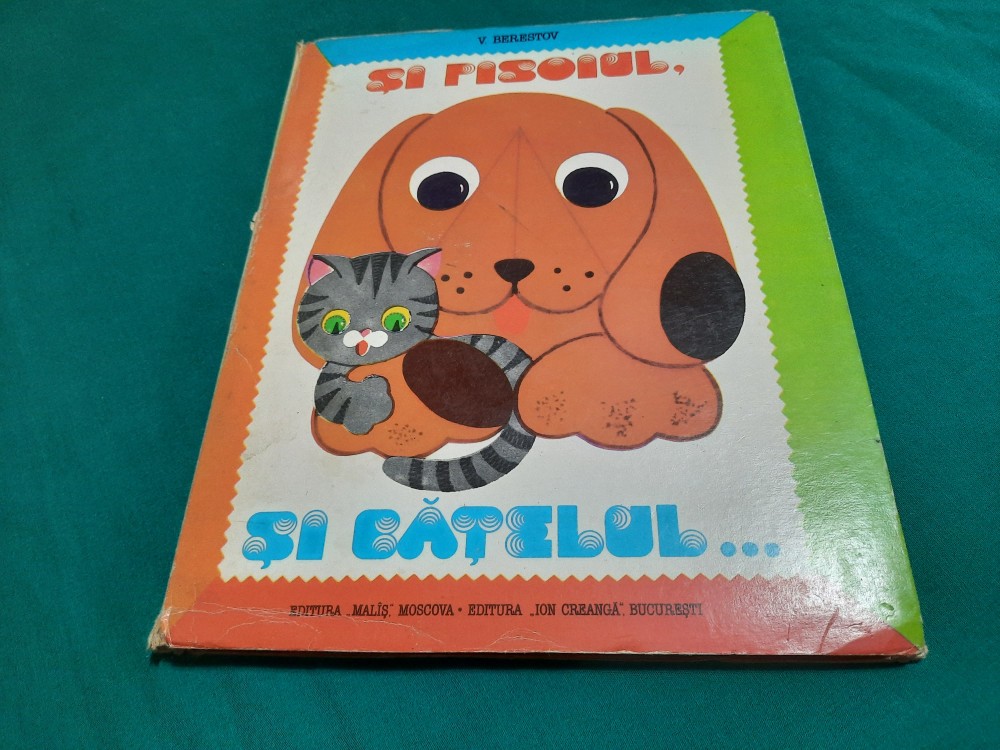 V. BERESTOV
ȘI PISOIUL,
ȘI CĂȚELUL...
EDITURA „MALÎȘ”, MOSCOVA • EDITURA „ION CREANGĂ”, BUCUREȘTI